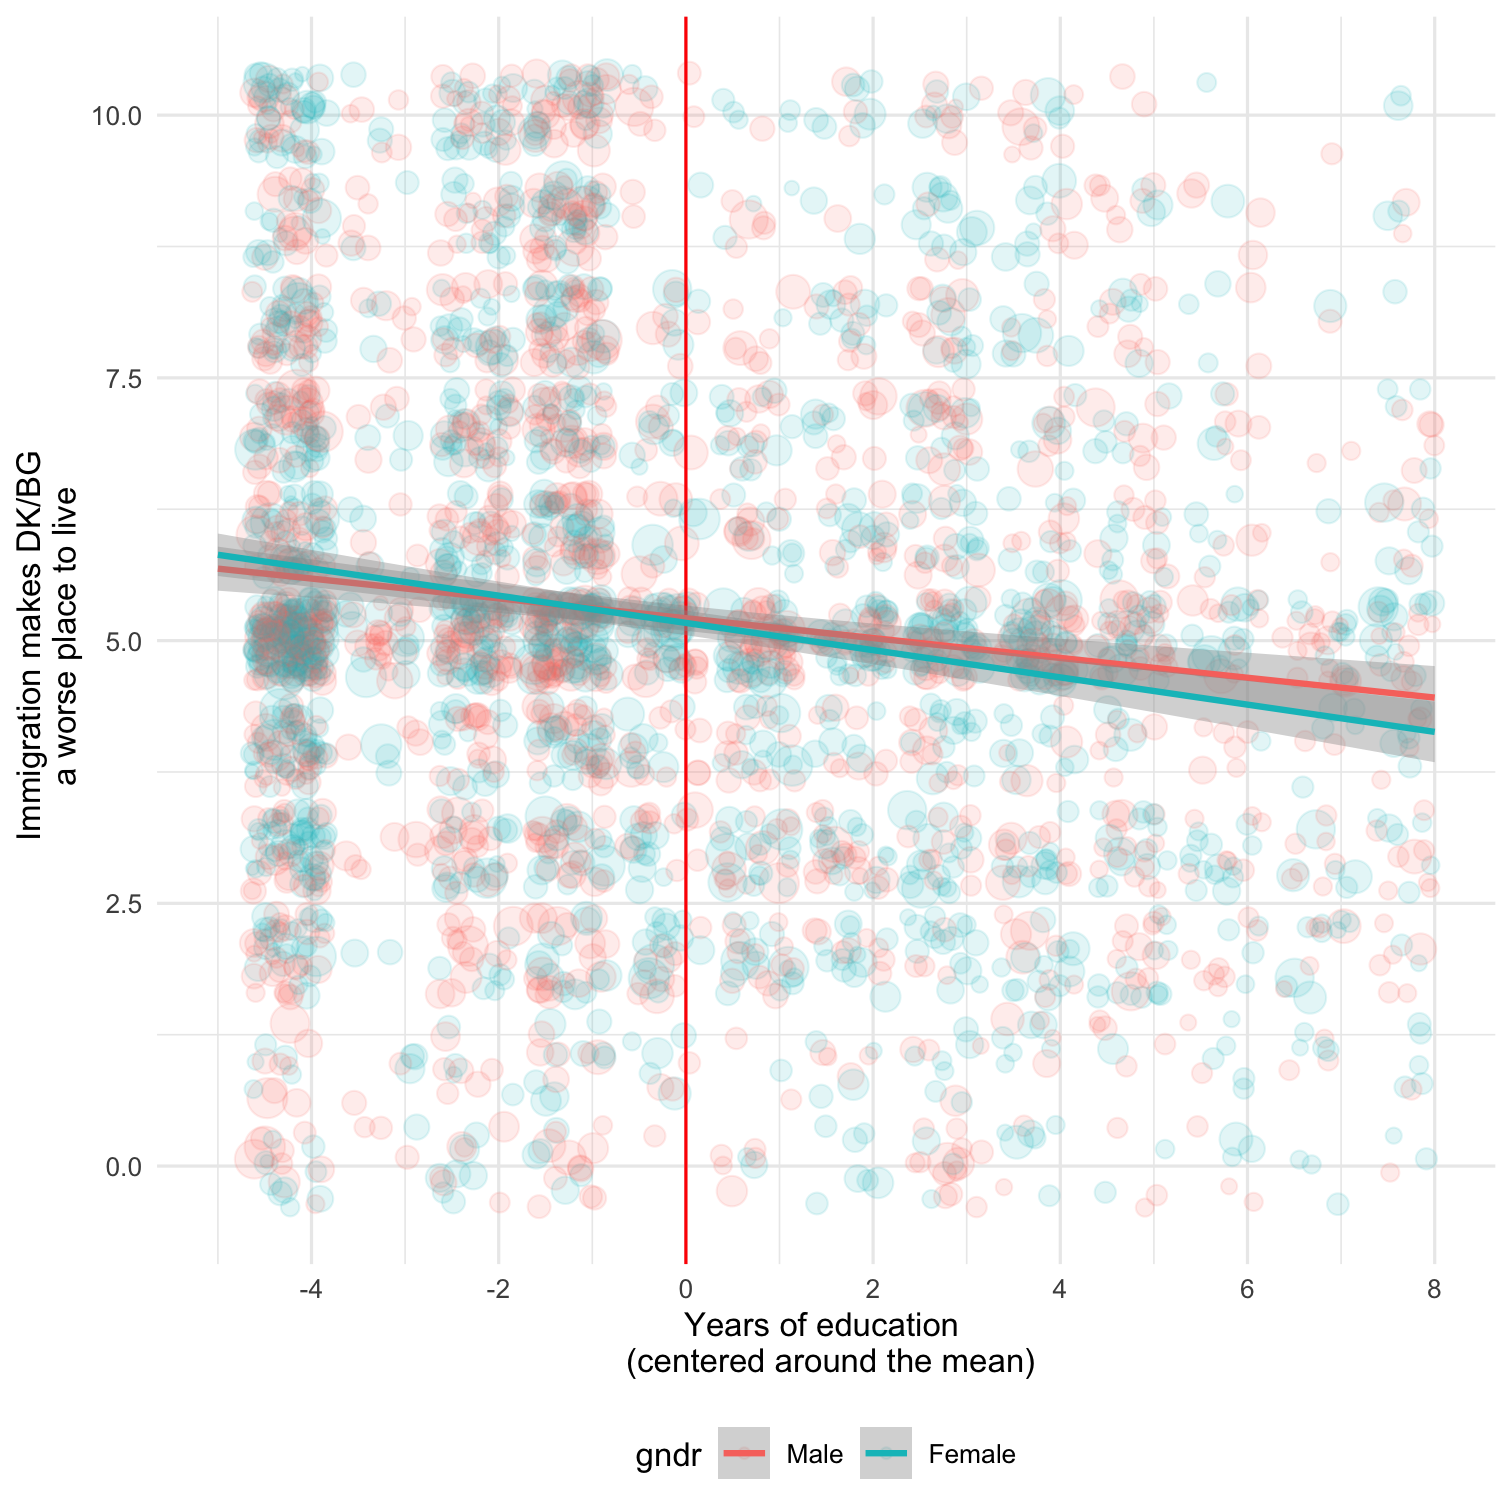 Immigration makes DK/BG
a worse place to live
10.0
7.5
5.0
2.5
0.0
-4 -2 0 2 4 6 8
Years of education
(centered around the mean)
gndr Male Female